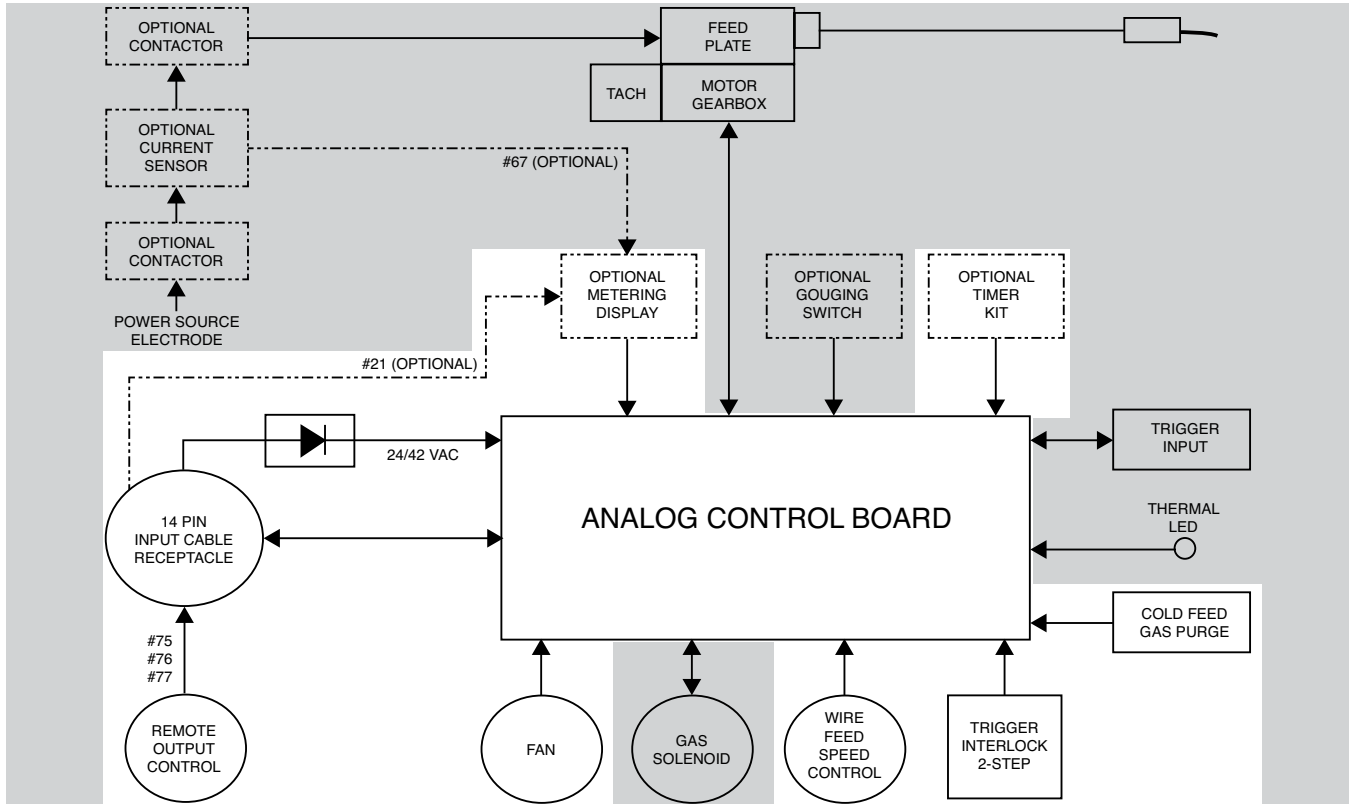 OPTIONAL
CONTACTOR
FEED
PLATE
TACH
MOTOR
GEARBOX
OPTIONAL
CURRENT
SENSOR
#67 (OPTIONAL)
OPTIONAL
CONTACTOR
POWER SOURCE
ELECTRODE
OPTIONAL
METERING
DISPLAY
OPTIONAL
GOUGING
SWITCH
OPTIONAL
TIMER
KIT
#21 (OPTIONAL)
24/42 VAC
TRIGGER
INPUT
14 PIN
INPUT CABLE
RECEPTACLE
ANALOG CONTROL BOARD
THERMAL
LED
COLD FEED
GAS PURGE
#75
#76
#77
REMOTE
OUTPUT
CONTROL
FAN
GAS
SOLENOID
WIRE
FEED
SPEED
CONTROL
TRIGGER
INTERLOCK
2-STEP